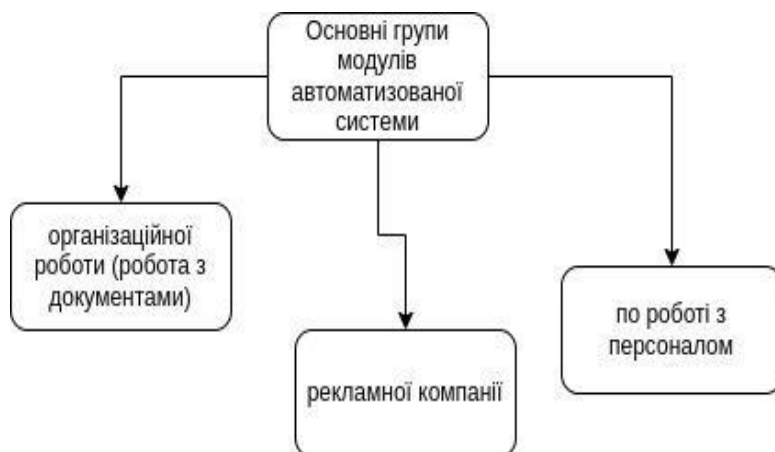 Основні групи
модулів
автоматизованої
системи
організаційної
роботи (робота з
документами)
рекламної компанії
по роботі з
персоналом